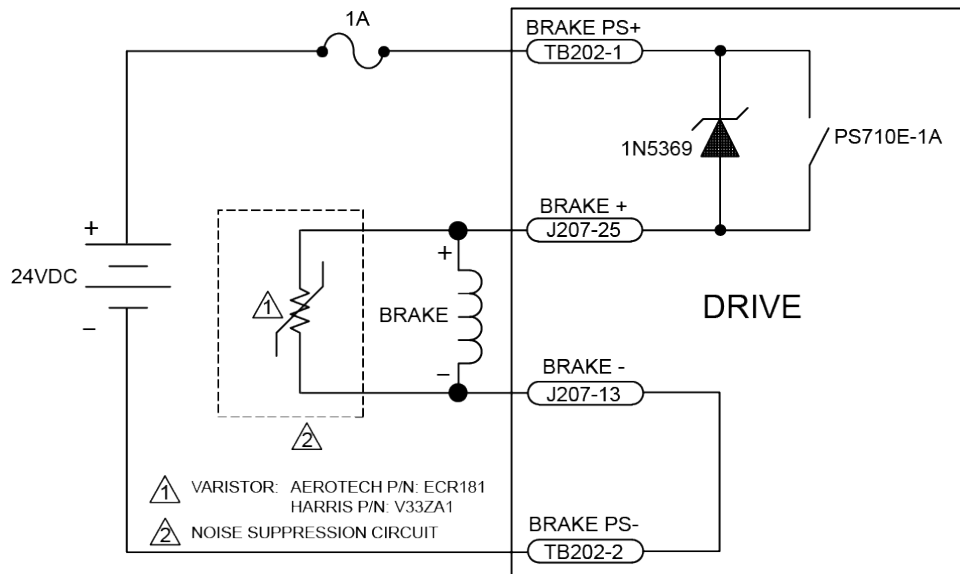 1A
BRAKE PS+
TB202-1
1N5369
PS710E-1A
BRAKE +
J207-25
+
24VDC
–
1
+
BRAKE
–
DRIVE
BRAKE -
J207-13
2
1 VARISTOR: AEROTECH P/N: ECR181
HARRIS P/N: V33ZA1
2 NOISE SUPPRESSION CIRCUIT
BRAKE PS-
TB202-2